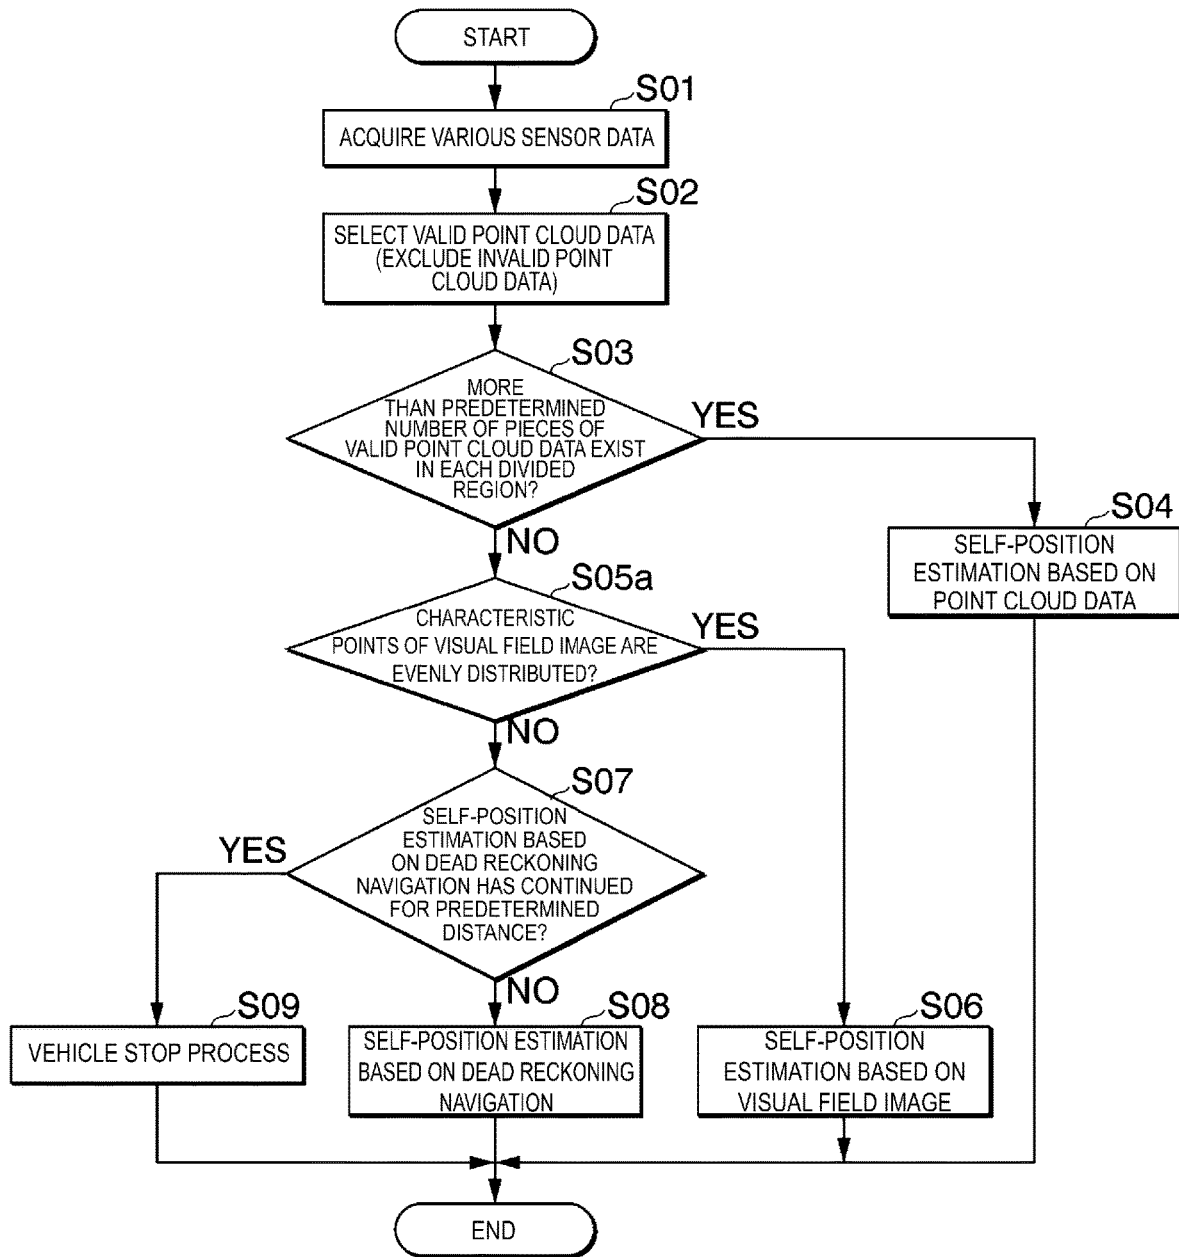 START
S01
ACQUIRE VARIOUS SENSOR DATA
S02
SELECT VALID POINT CLOUD DATA
(EXCLUDE INVALID POINT
CLOUD DATA)
S03
MORE
THAN PREDETERMINED
NUMBER OF PIECES OF
VALID POINT CLOUD DATA EXIST
IN EACH DIVIDED
REGION?
YES
NO
S04
SELF-POSITION
ESTIMATION BASED ON
POINT CLOUD DATA
S05a
CHARACTERISTIC
POINTS OF VISUAL FIELD IMAGE ARE
EVENLY DISTRIBUTED?
YES
NO
S07
SELF-POSITION
ESTIMATION BASED
ON DEAD RECKONING
NAVIGATION HAS CONTINUED
FOR PREDETERMINED
DISTANCE?
YES
NO
S09
VEHICLE STOP PROCESS
S08
SELF-POSITION ESTIMATION
BASED ON DEAD RECKONING
NAVIGATION
S06
SELF-POSITION
ESTIMATION BASED ON
VISUAL FIELD IMAGE
END